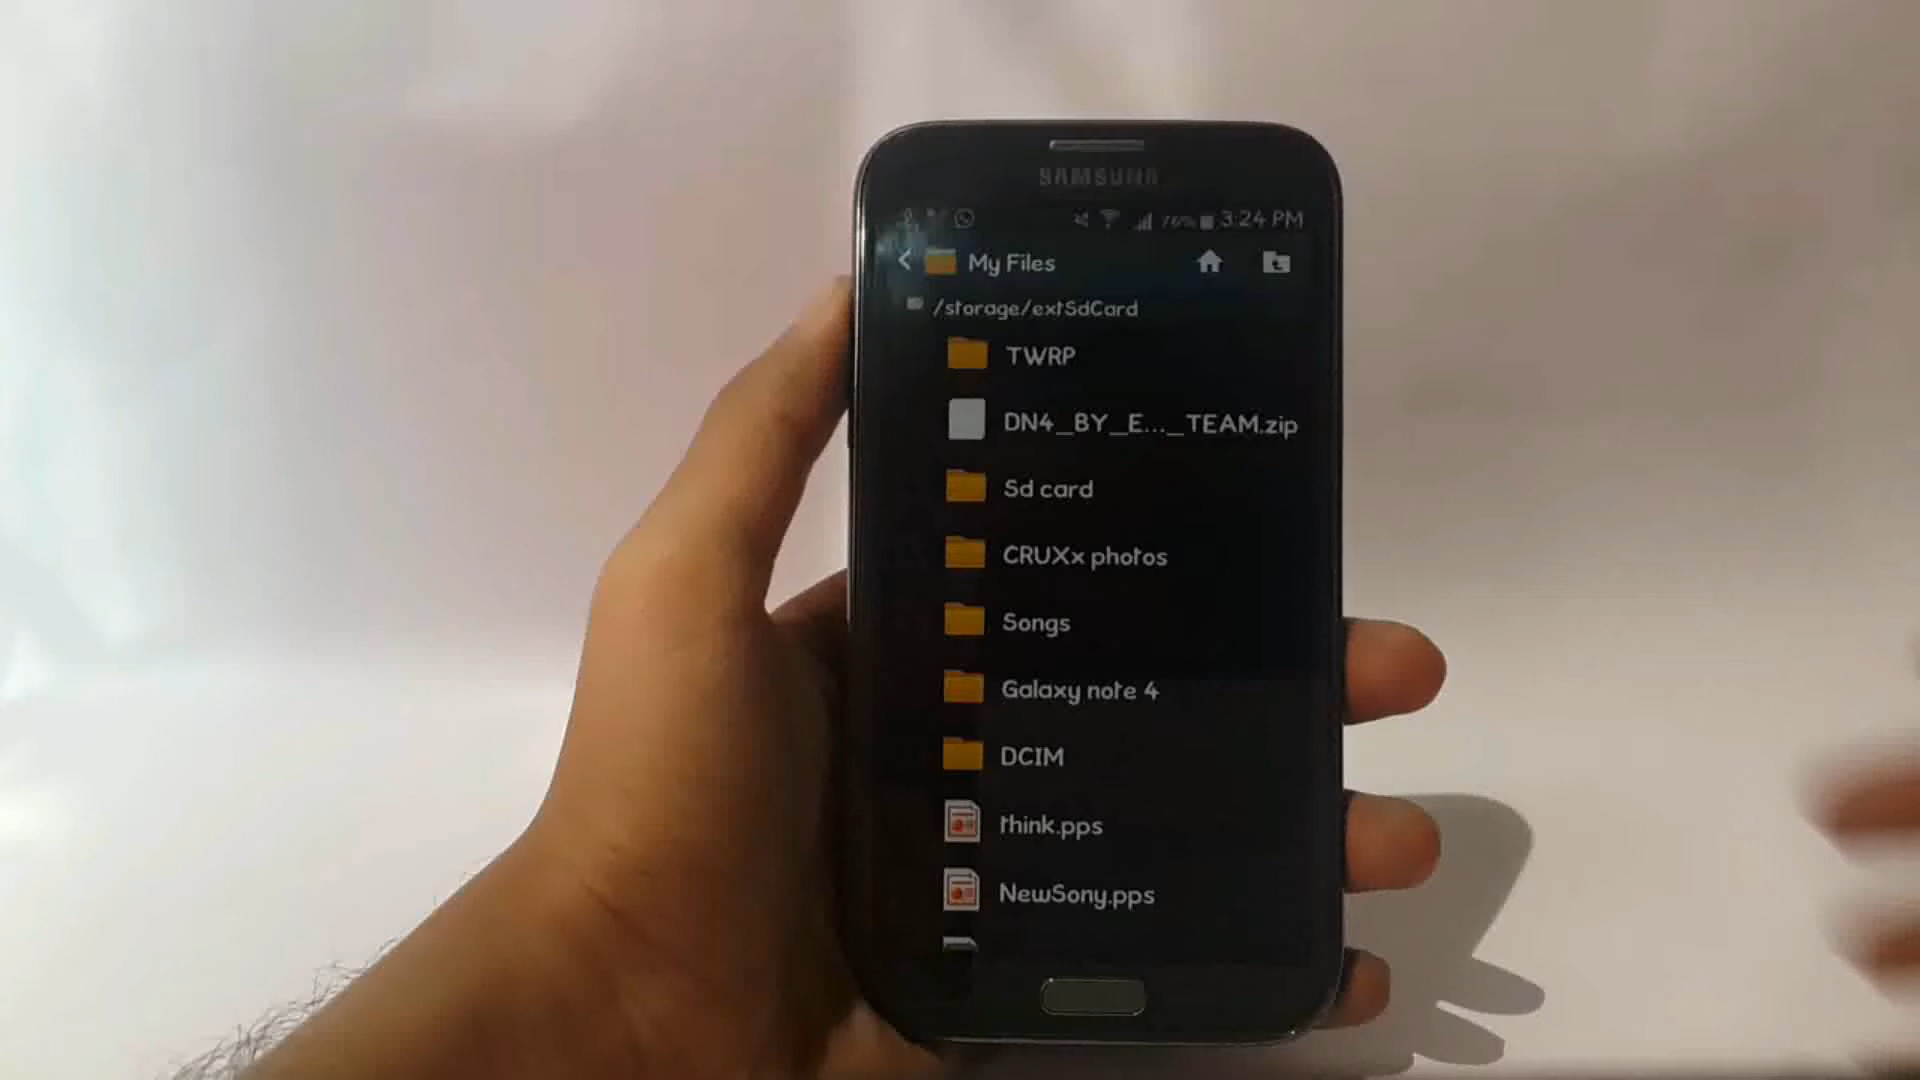 SAMSUNG
76% 3:24 PM
My Files
/storage/extSdCard
TWRP
DN4_BY_E..._TEAM.zip
Sd card
CRUXx photos
Songs
Galaxy note 4
DCIM
think.pps
NewSony.pps